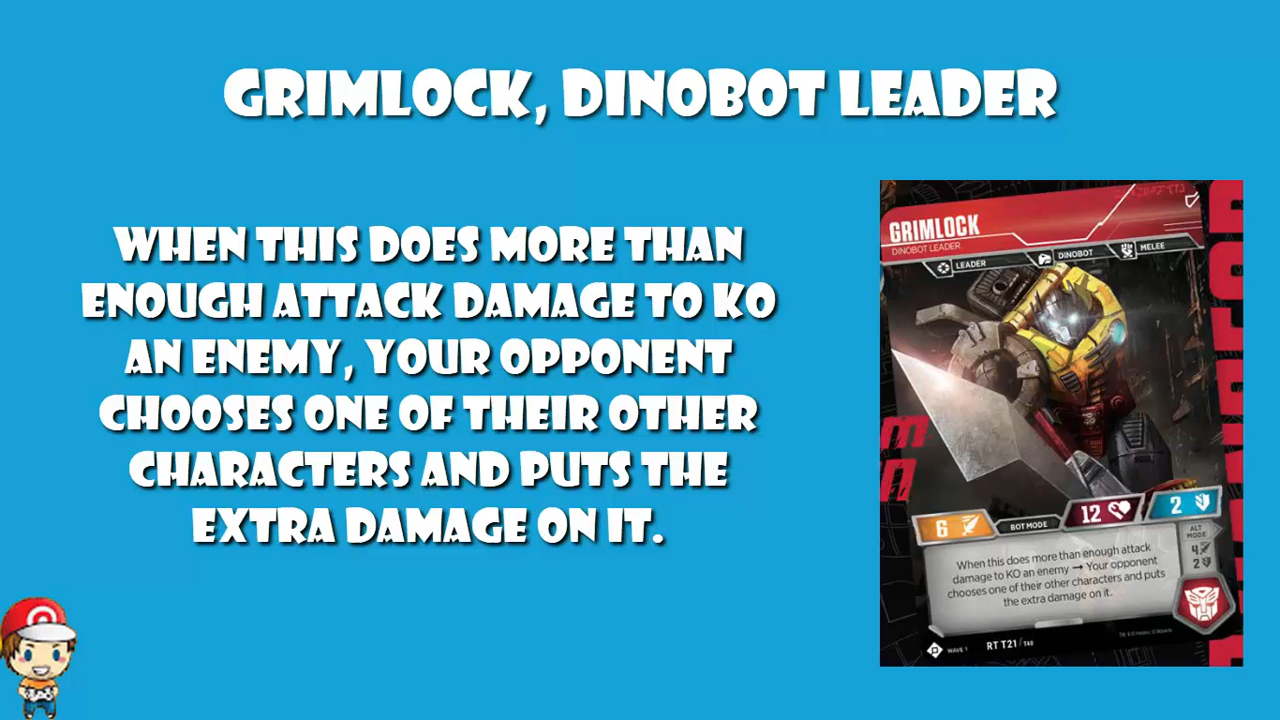 GRIMLOCK, DINOBOT LEADER
WHEN THIS DOES MORE THAN
ENOUGH ATTACK DAMAGE TO KO
AN ENEMY, YOUR OPPONENT
CHOOSES ONE OF THEIR OTHER
CHARACTERS AND PUTS THE
EXTRA DAMAGE ON IT.
GRIMLOCK
DINOBOT LEADER
LEADER
DINOBOT
MELEE
6
BOT MODE
12
2
ALT
MODE
4
2
When this does more than enough attack
damage to KO an enemy → Your opponent
chooses one of their other characters and puts
the extra damage on it.
WAVE 1
RT T21/T40